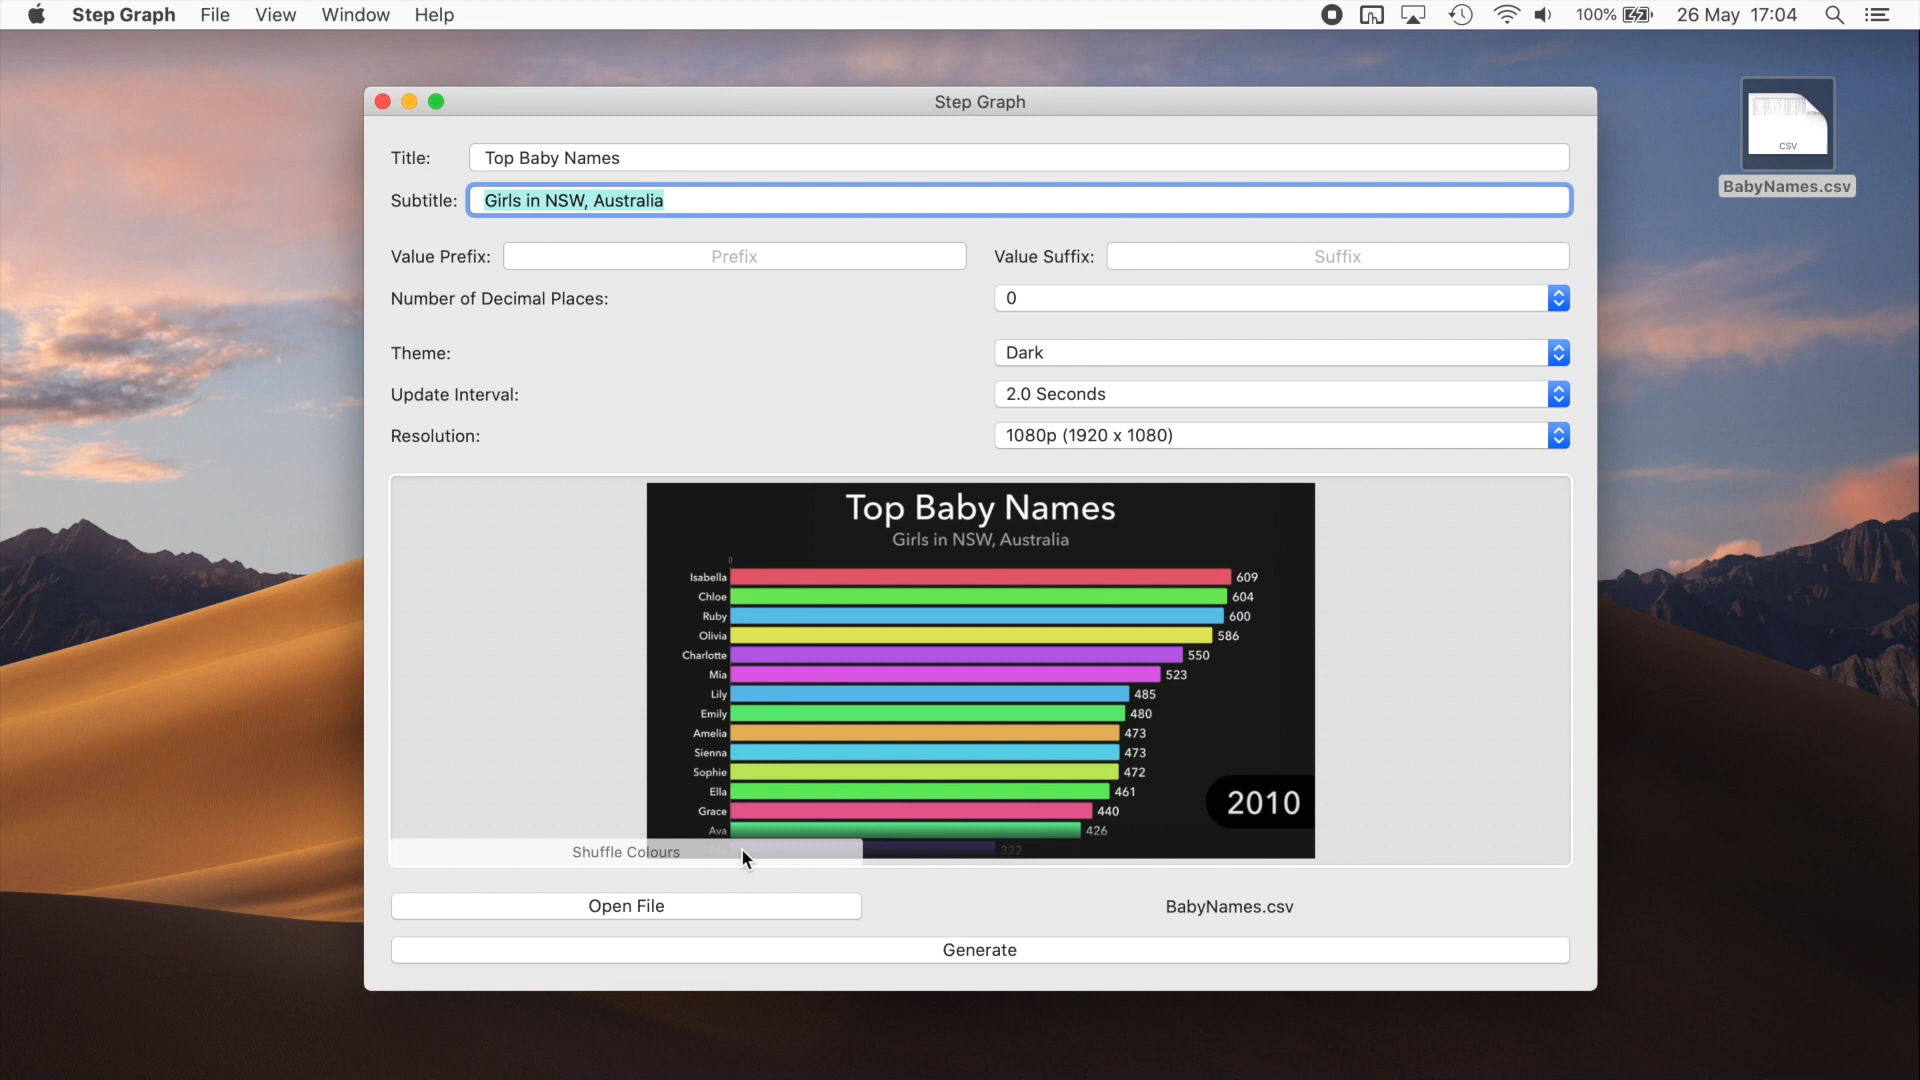 Step Graph File View Window Help 100% 26 May 17:04
Step Graph
Title: Top Baby Names
Subtitle: Girls in NSW, Australia
Value Prefix: Prefix Value Suffix: Suffix
Number of Decimal Places: 0
Theme: Dark
Update Interval: 2.0 Seconds
Resolution: 1080p (1920 x 1080)
Top Baby Names
Girls in NSW, Australia
0
Isabella 609
Chloe 604
Ruby 600
Olivia 586
Charlotte 550
Mia 523
Lily 485
Emily 480
Amelia 473
Sienna 473
Sophie 472
Ella 461
Grace 440
2010
Ava 426
322
Shuffle Colours
Open File BabyNames.csv
Generate
CSV
BabyNames.csv